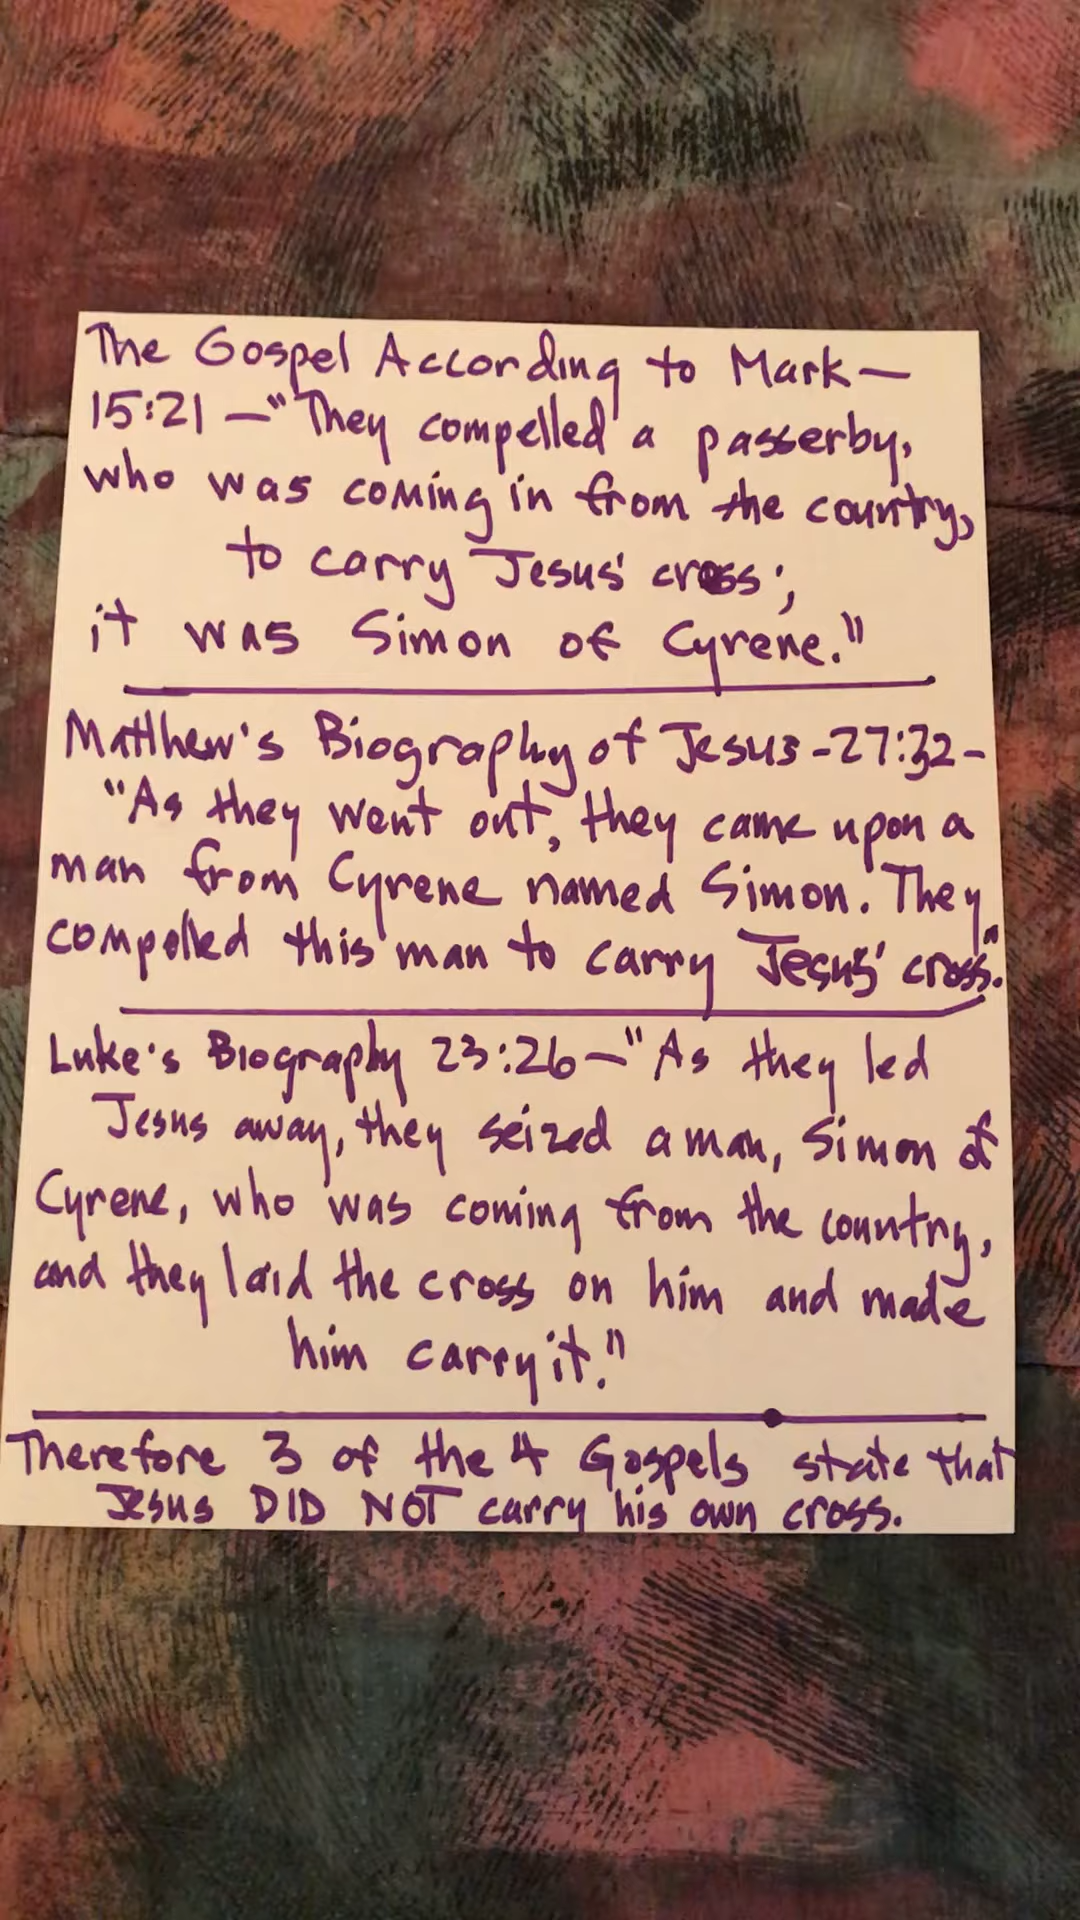 The Gospel According to Mark—
15:21 —"They compelled a passerby,
who was coming in from the country,
to carry Jesus' cross;
it was Simon of Cyrene."
Matthew's Biography of Jesus -27:32-
"As they went out, they came upon a
man from Cyrene named Simon. They
compelled this man to carry Jesus' cross."
Luke's Biography 23:26—"As they led
Jesus away, they seized a man, Simon of
Cyrene, who was coming from the country,
and they laid the cross on him and made
him carry it."
Therefore 3 of the 4 Gospels state that
Jesus DID NOT carry his own cross.